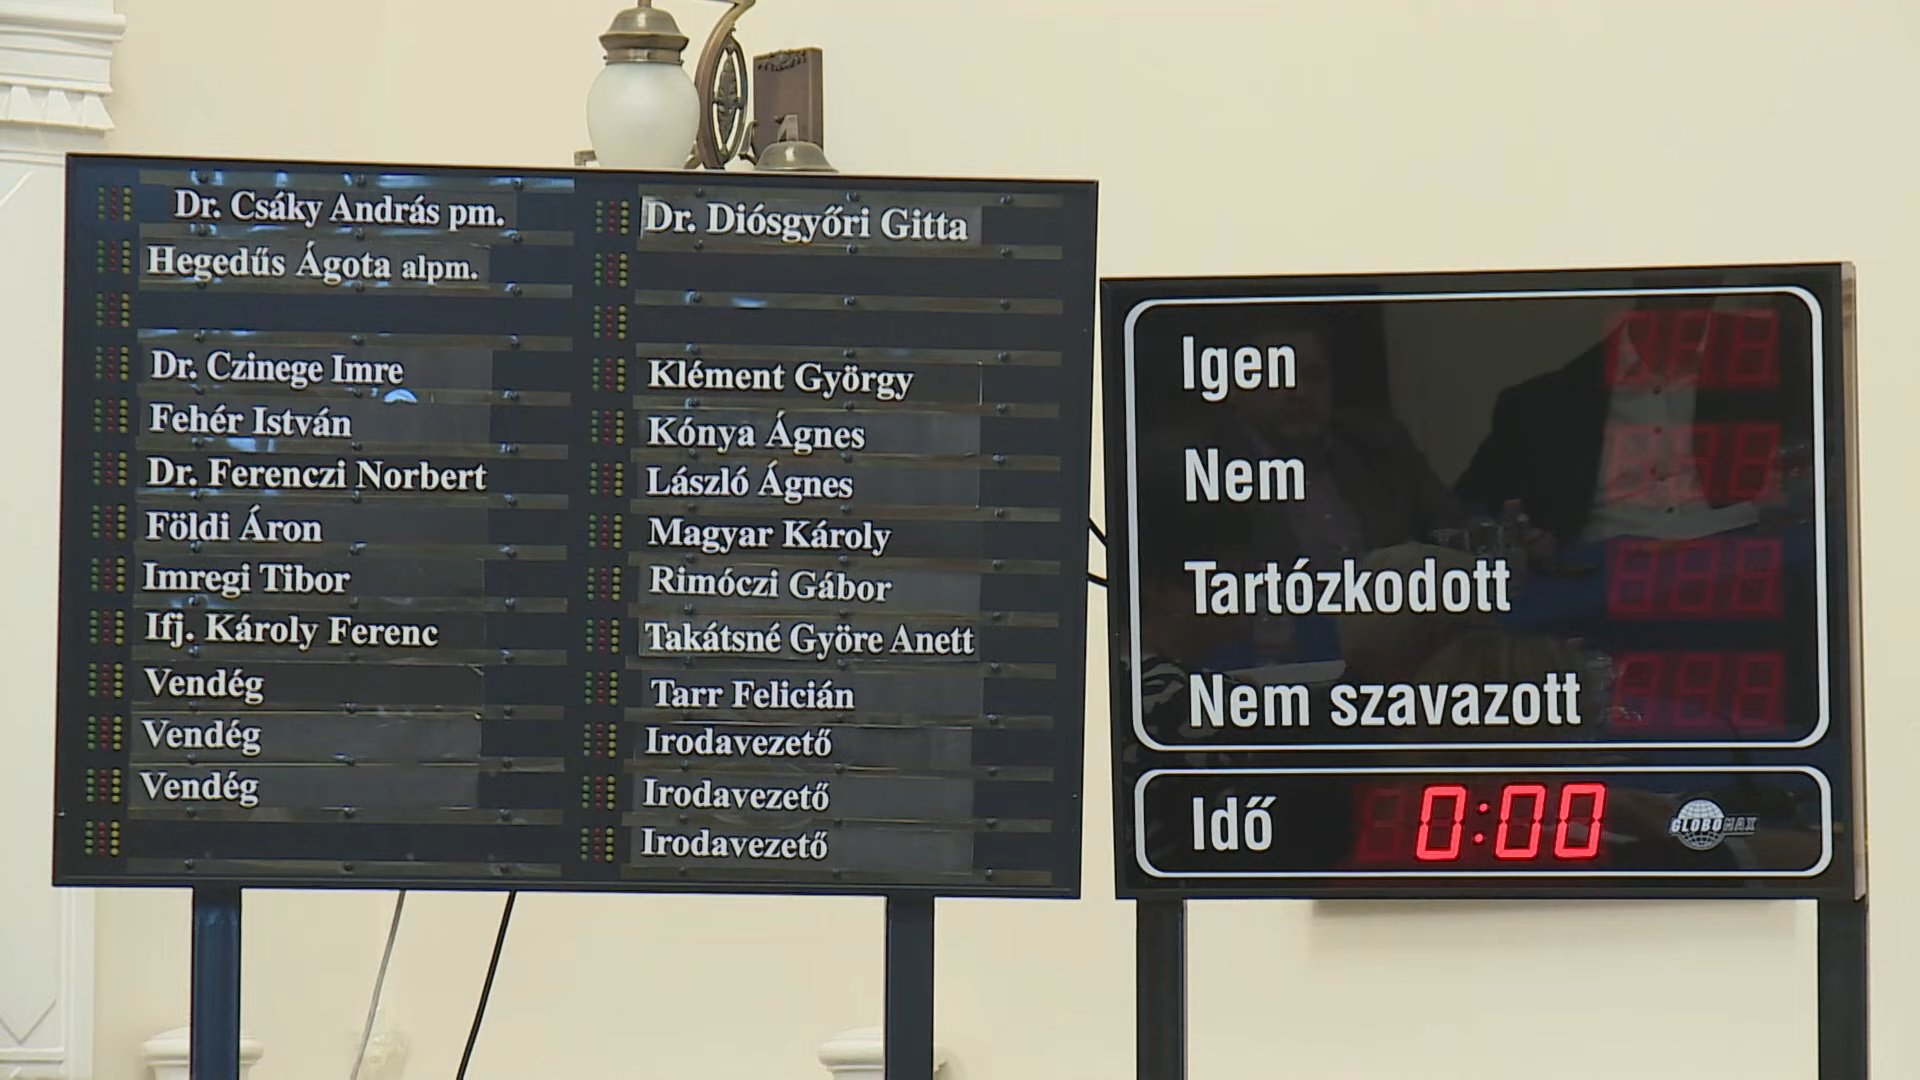 Dr. Csáky András pm.
Hegedűs Ágota alpm.
Dr. Czinege Imre
Fehér István
Dr. Ferenczi Norbert
Földi Áron
Imregi Tibor
Ifj. Károly Ferenc
Vendég
Vendég
Vendég
Dr. Diósgyőri Gitta
Klément György
Kónya Ágnes
László Ágnes
Magyar Károly
Rimóczi Gábor
Takátsné Györe Anett
Tarr Felicián
Irodavezető
Irodavezető
Irodavezető
Igen
Nem
Tartózkodott
Nem szavazott
Idő 0:00
GLOBOMAX